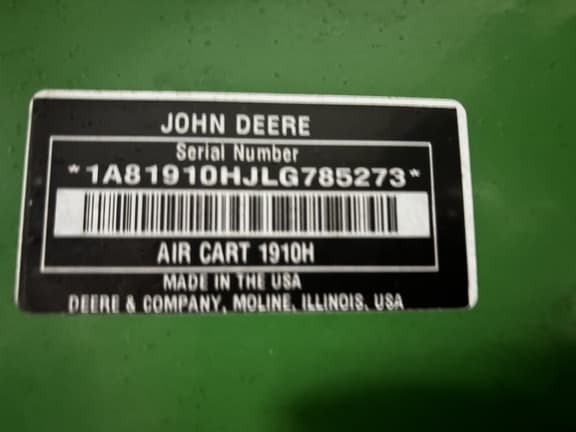 JOHN DEERE
Serial Number
*1A81910HJLG785273*
AIR CART 1910H
MADE IN THE USA
DEERE & COMPANY, MOLINE, ILLINOIS, USA